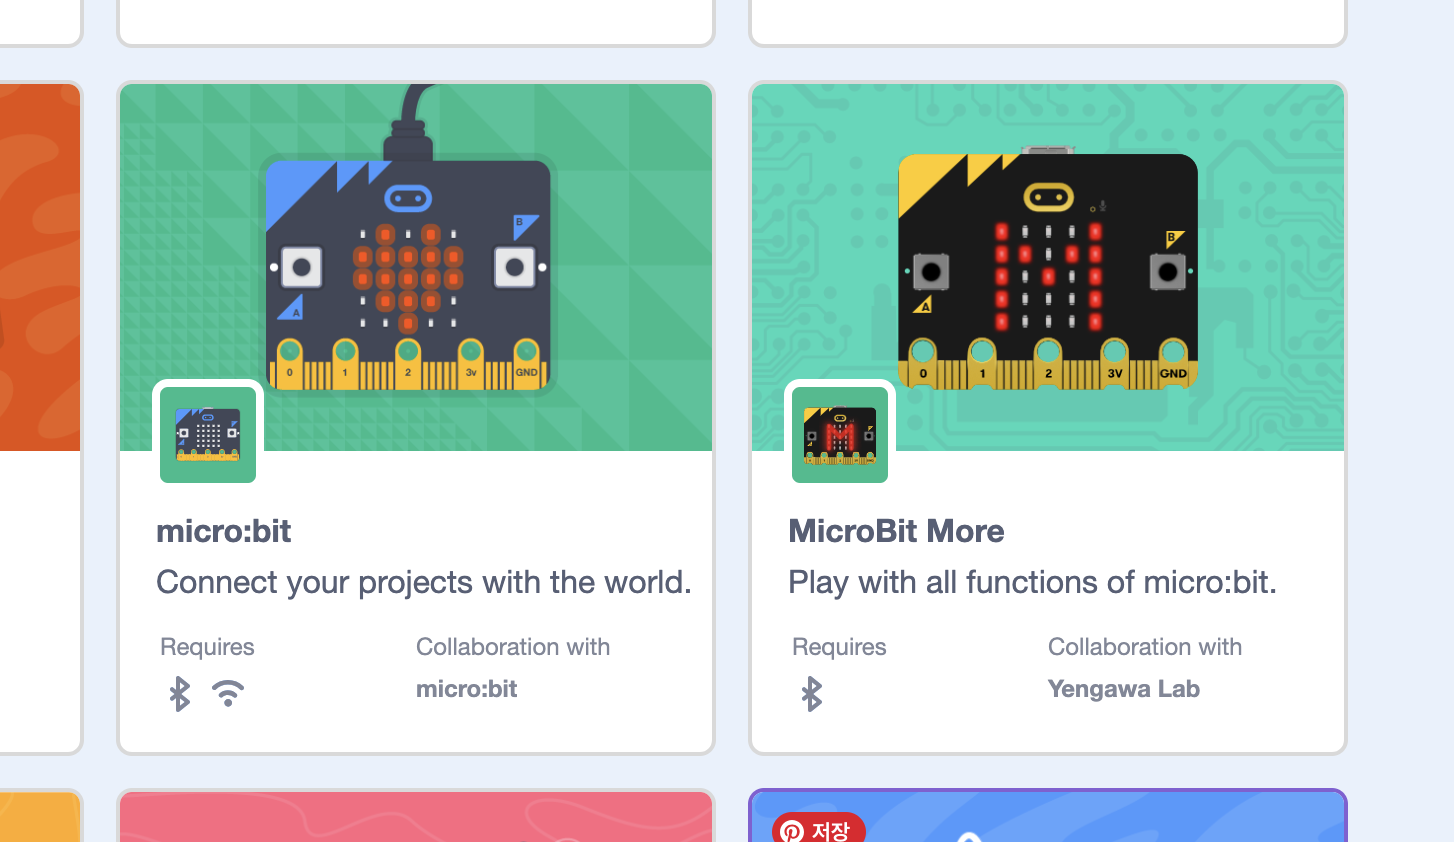 B
A
0 1 2 3v GND
micro:bit
Connect your projects with the world.
Requires
Collaboration with
micro:bit
B
A
0 1 2 3V GND
MicroBit More
Play with all functions of micro:bit.
Requires
Collaboration with
Yengawa Lab
저장